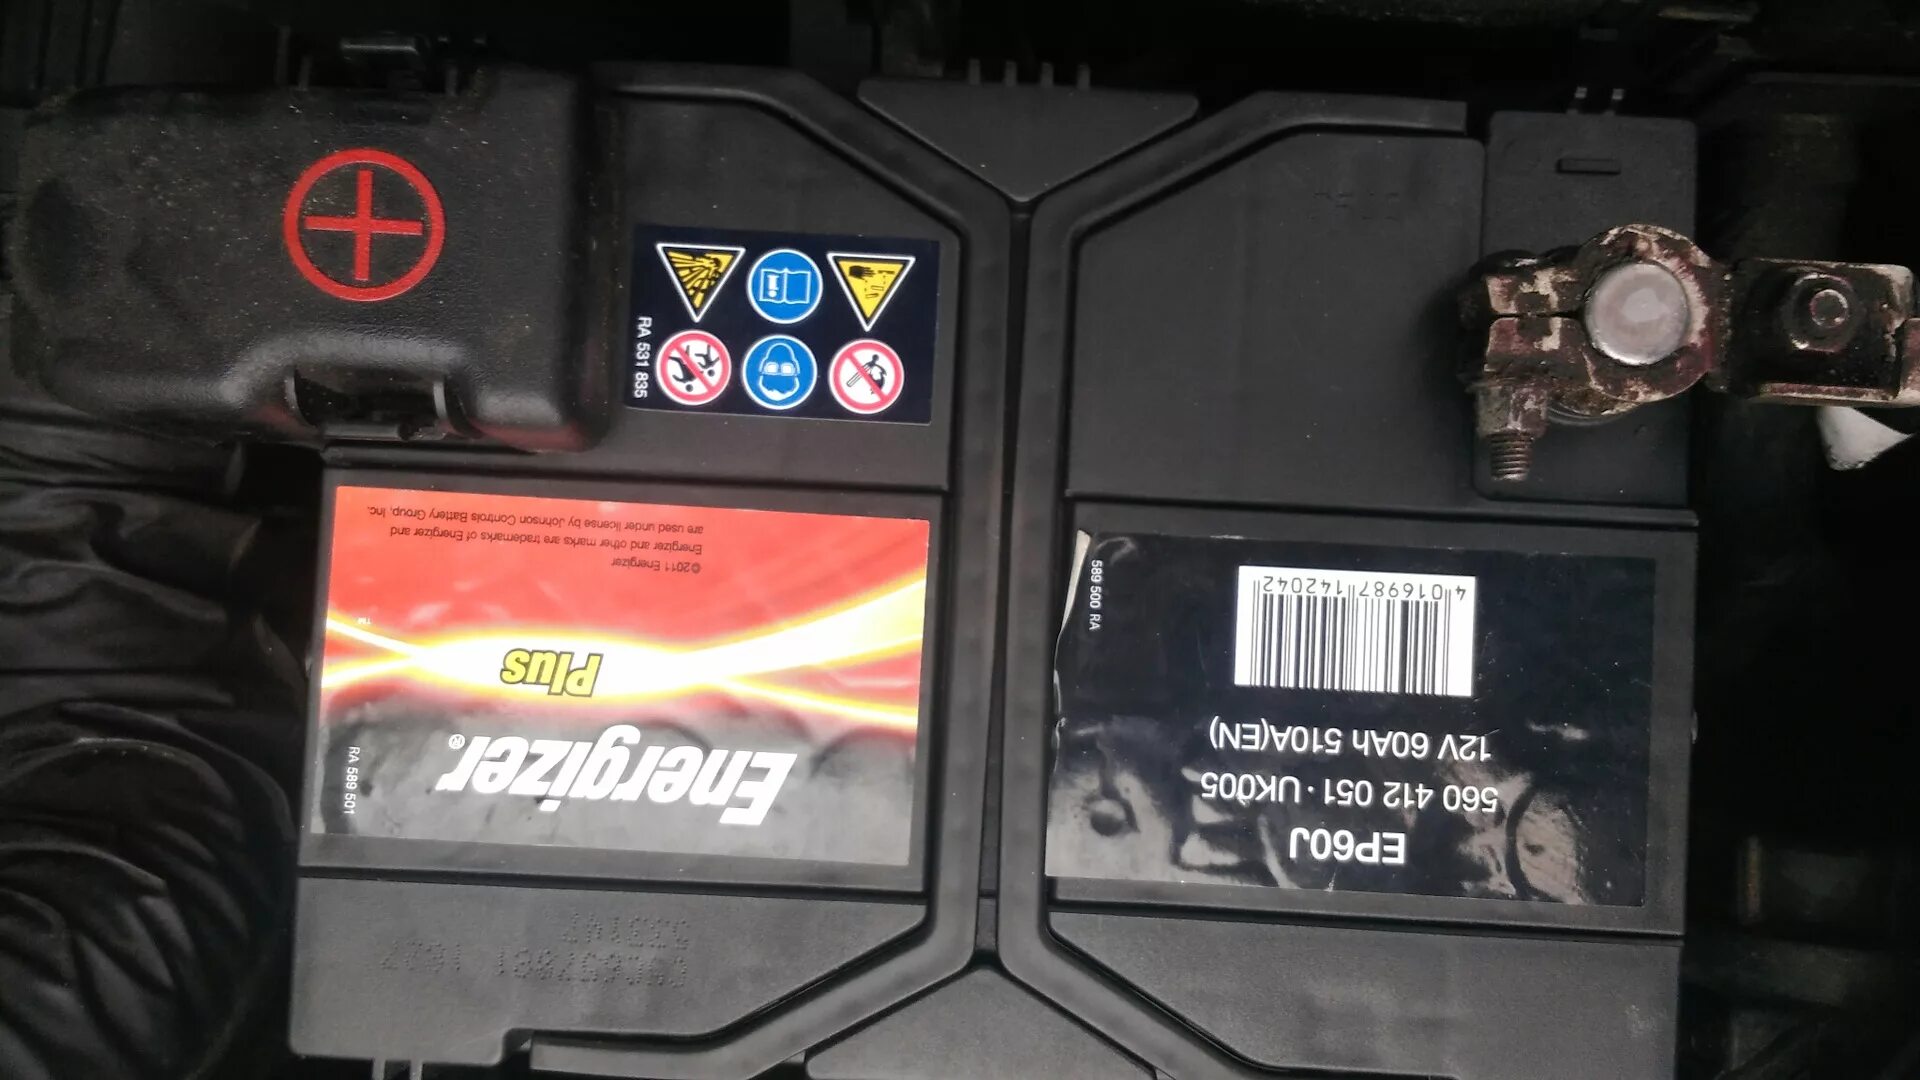 RA 531 835
Energizer®
Plus
TM
©2011 Energizer
Energizer and other marks are trademarks of Energizer and
are used under license by Johnson Controls Battery Group, Inc.
RA 589 501
EP60J
560 412 051 · UK005
12V 60Ah 510A(EN)
4 016987 142042
589 500 RA